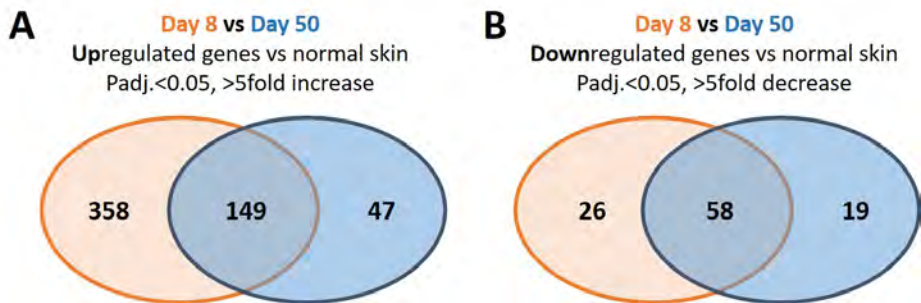 A
Day 8 vs Day 50
Upregulated genes vs normal skin
Padj.<0.05, >5fold increase
358
149
47
B
Day 8 vs Day 50
Downregulated genes vs normal skin
Padj.<0.05, >5fold decrease
26
58
19